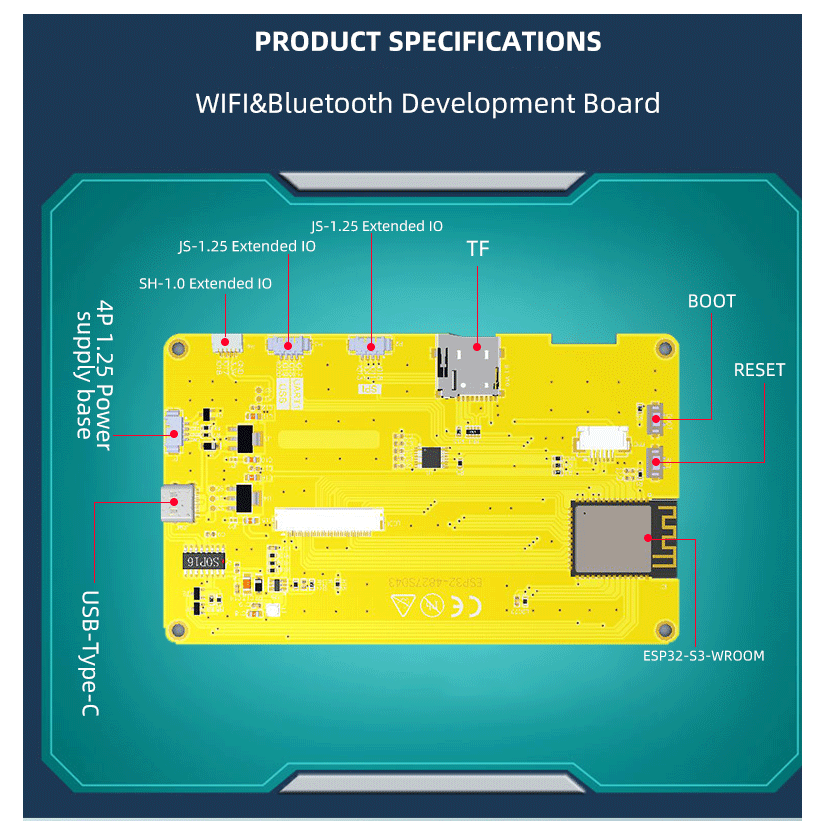 PRODUCT SPECIFICATIONS
WIFI&Bluetooth Development Board
JS-1.25 Extended IO
JS-1.25 Extended IO
TF
SH-1.0 Extended IO
BOOT
4P 1.25 Power
supply base
RESET
SOP16
ESP32-4827S043
CE
USB-Type-C
ESP32-S3-WROOM